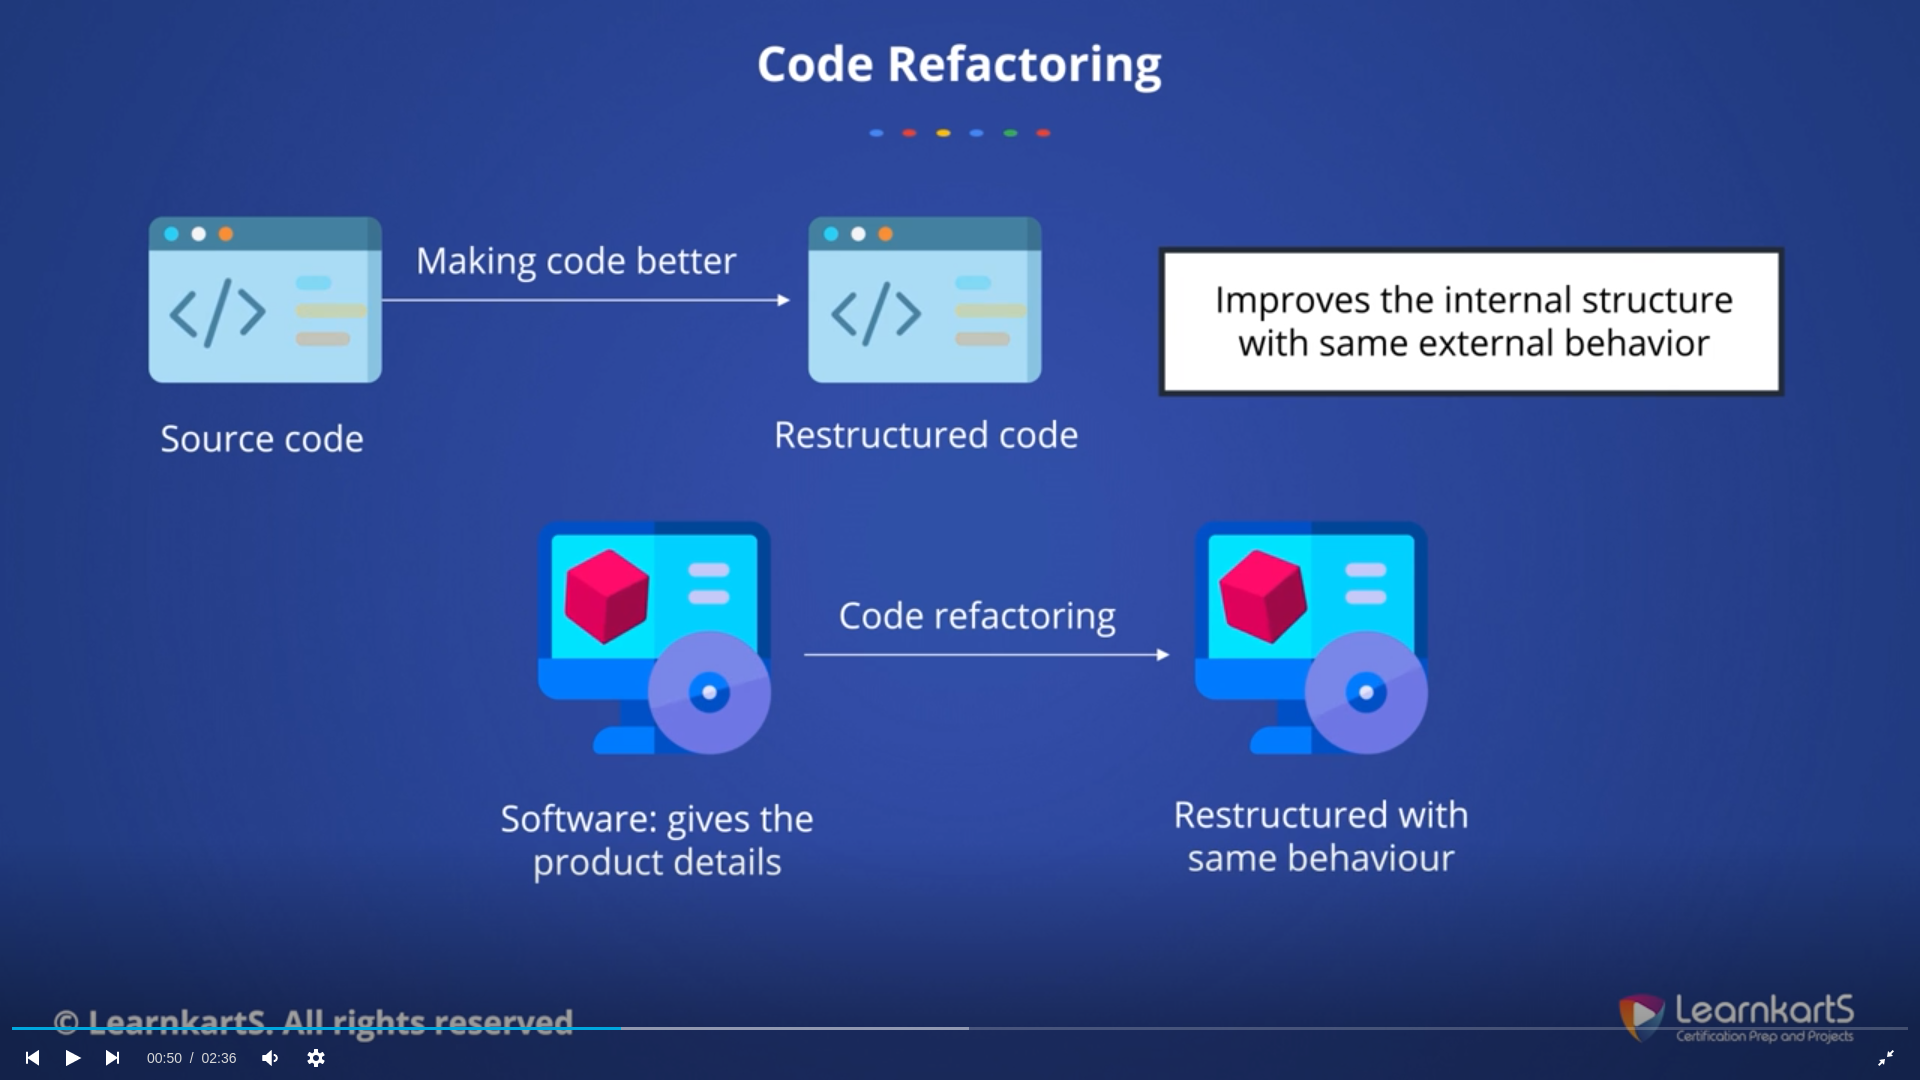 Code Refactoring
Making code better
Improves the internal structure
with same external behavior
</>
</>
Source code
Restructured code
Code refactoring
Software: gives the
product details
Restructured with
same behaviour
© LearnkartS. All rights reserved
LearnkartS
Certification Prep and Projects
00:50 / 02:36